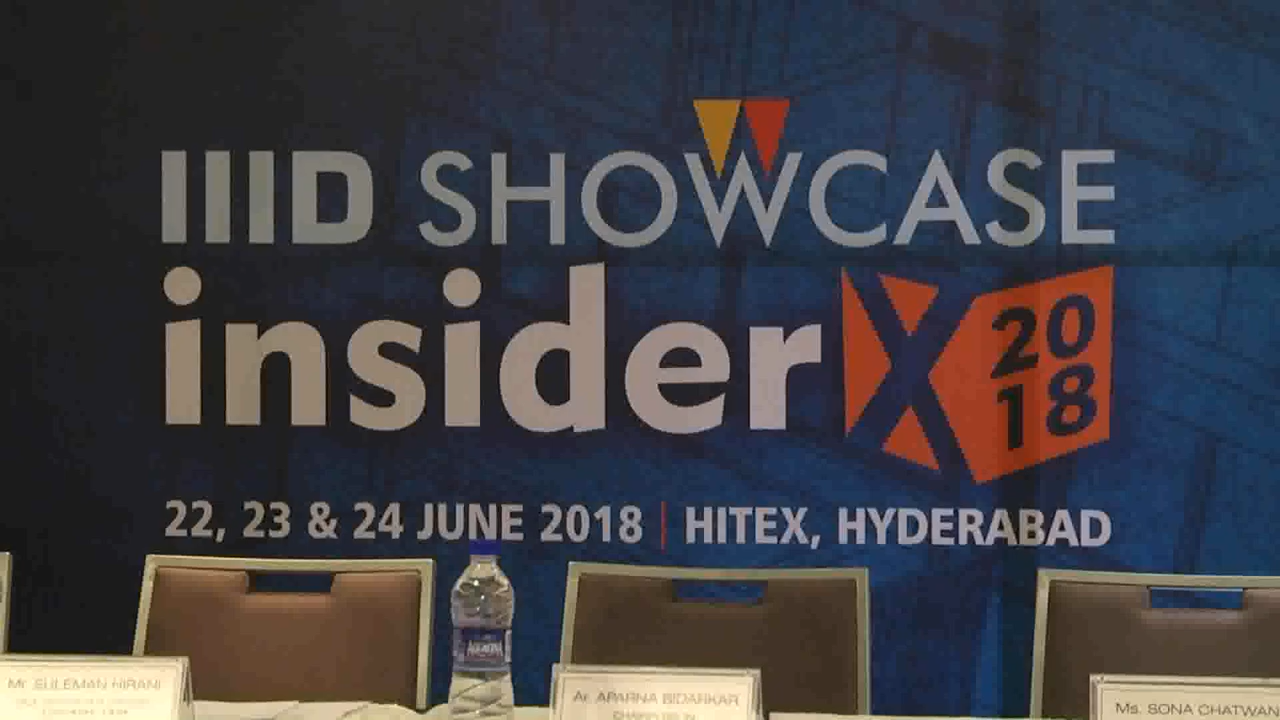 IIID SHOWCASE
insider X 2018
22, 23 & 24 JUNE 2018 | HITEX, HYDERABAD
AQUAFINA
Mr. SULEMAN HIRANI
Ar. APARNA BIDARKAR
Ms. SONA CHATWAN